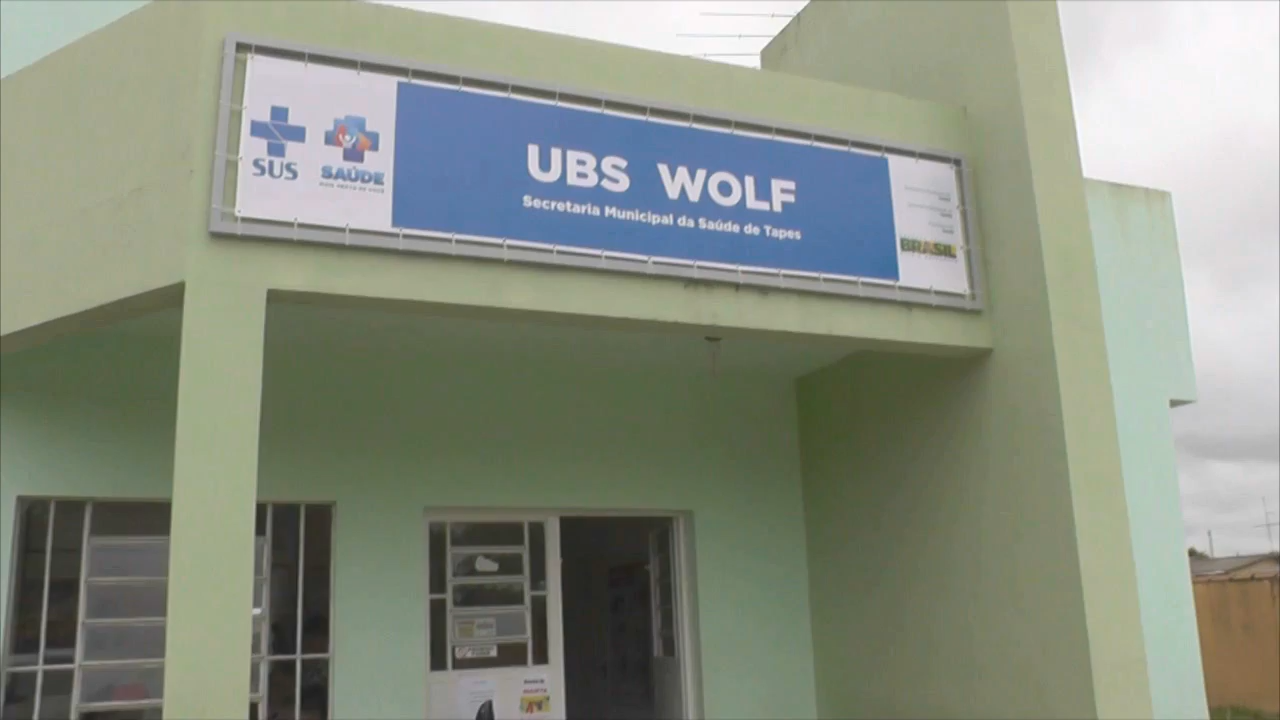 SUS
SAÚDE
UBS WOLF
Secretaria Municipal da Saúde de Tapes
BRASIL